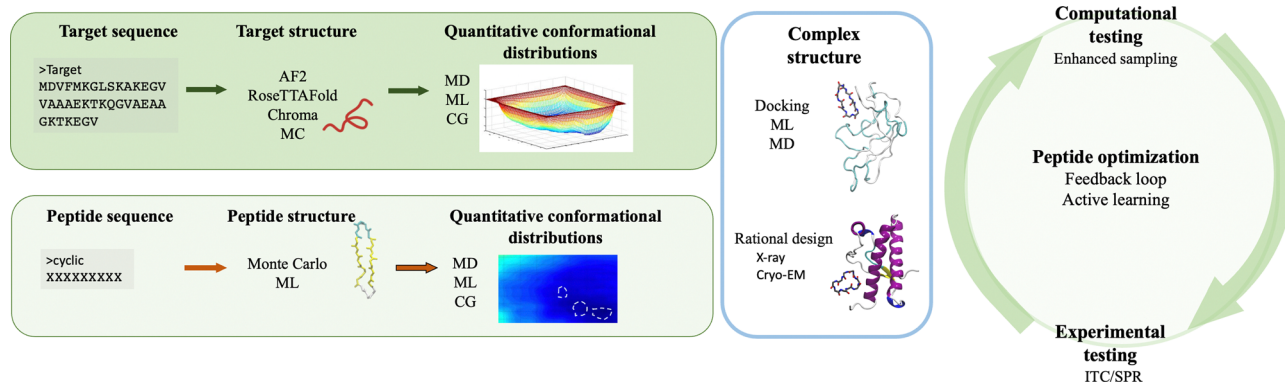 Target sequence
>Target
MDVFMKGLSKAKEGV
VAAAEKTKQGVAEAA
GKTKEGV
Target structure
AF2
RoseTTAFold
Chroma
MC
Quantitative conformational
distributions
MD
ML
CG
Peptide sequence
>cyclic
XXXXXXXXX
Peptide structure
Monte Carlo
ML
Quantitative conformational
distributions
MD
ML
CG
Complex
structure
Docking
ML
MD
Rational design
X-ray
Cryo-EM
Computational
testing
Enhanced sampling
Peptide optimization
Feedback loop
Active learning
Experimental
testing
ITC/SPR